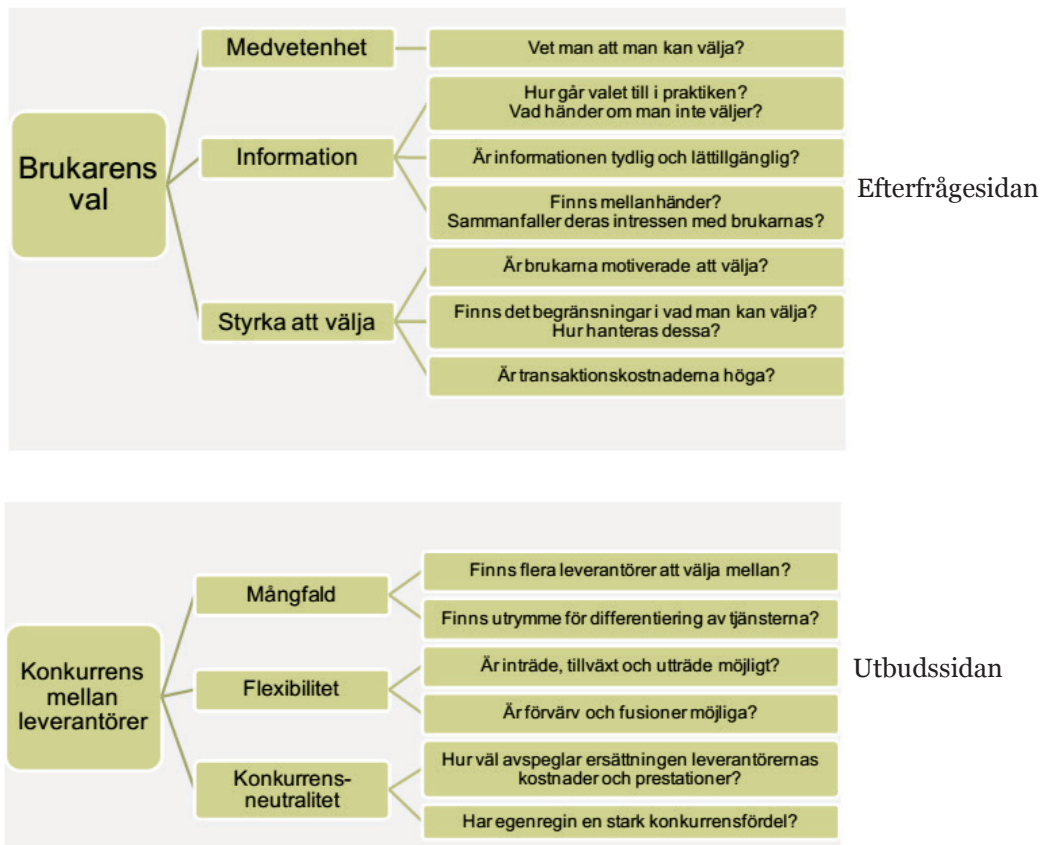 Brukarens
val
Medvetenhet
Vet man att man kan välja?
Information
Hur går valet till i praktiken?
Vad händer om man inte väljer?
Är informationen tydlig och lättillgänglig?
Finns mellanhänder?
Sammanfaller deras intressen med brukarnas?
Styrka att välja
Är brukarna motiverade att välja?
Finns det begränsningar i vad man kan välja?
Hur hanteras dessa?
Är transaktionskostnaderna höga?
Efterfrågesidan
Konkurrens
mellan
leverantörer
Mångfald
Finns flera leverantörer att välja mellan?
Finns utrymme för differentiering av tjänsterna?
Flexibilitet
Är inträde, tillväxt och utträde möjligt?
Är förvärv och fusioner möjliga?
Konkurrens-
neutralitet
Hur väl avspeglar ersättningen leverantörernas
kostnader och prestationer?
Har egenregin en stark konkurrensfördel?
Utbudssidan